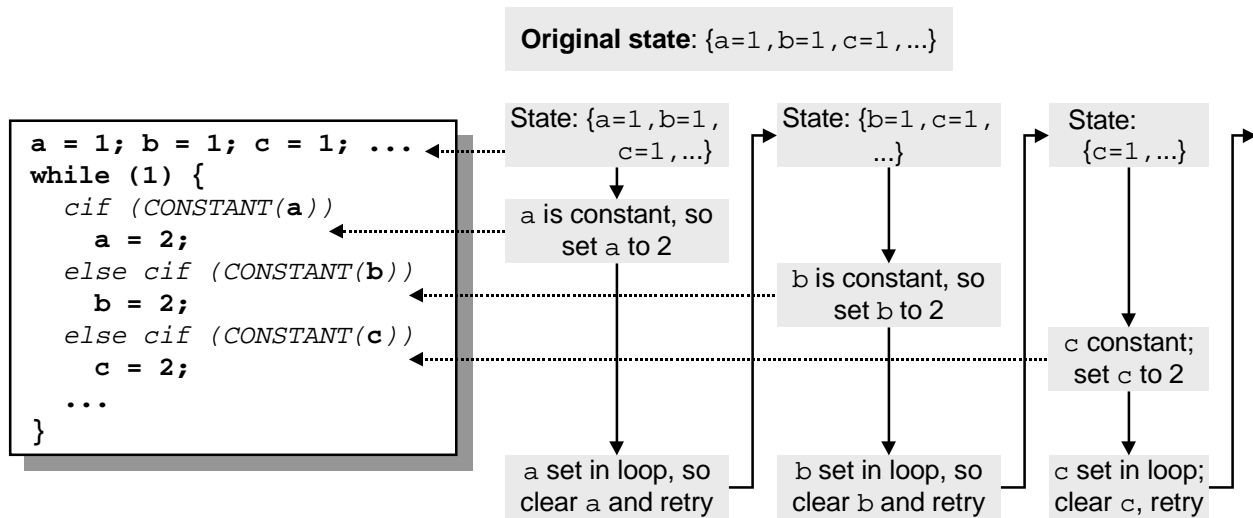 Original state: {a=1,b=1,c=1,...}
a = 1; b = 1; c = 1; ...
while (1) {
cif (CONSTANT(a))
a = 2;
else cif (CONSTANT(b))
b = 2;
else cif (CONSTANT(c))
c = 2;
...
}
State: {a=1,b=1,
c=1,...}
a is constant, so
set a to 2
a set in loop, so
clear a and retry
State: {b=1,c=1,
...}
b is constant, so
set b to 2
b set in loop, so
clear b and retry
State:
{c=1,...}
c constant;
set c to 2
c set in loop;
clear c, retry